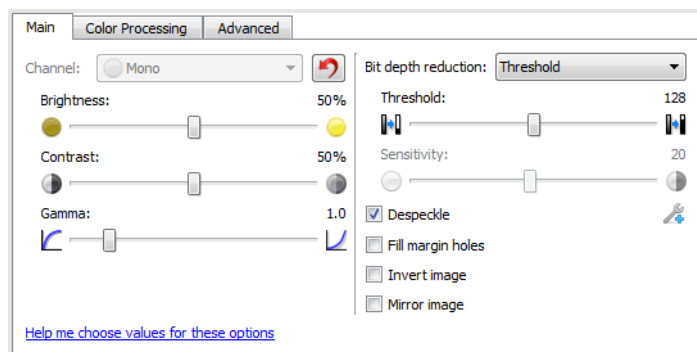 Main Color Processing Advanced
Channel: Mono
Brightness: 50%
Contrast: 50%
Gamma: 1.0
Help me choose values for these options
Bit depth reduction: Threshold
Threshold: 128
Sensitivity: 20
Despeckle
Fill margin holes
Invert image
Mirror image